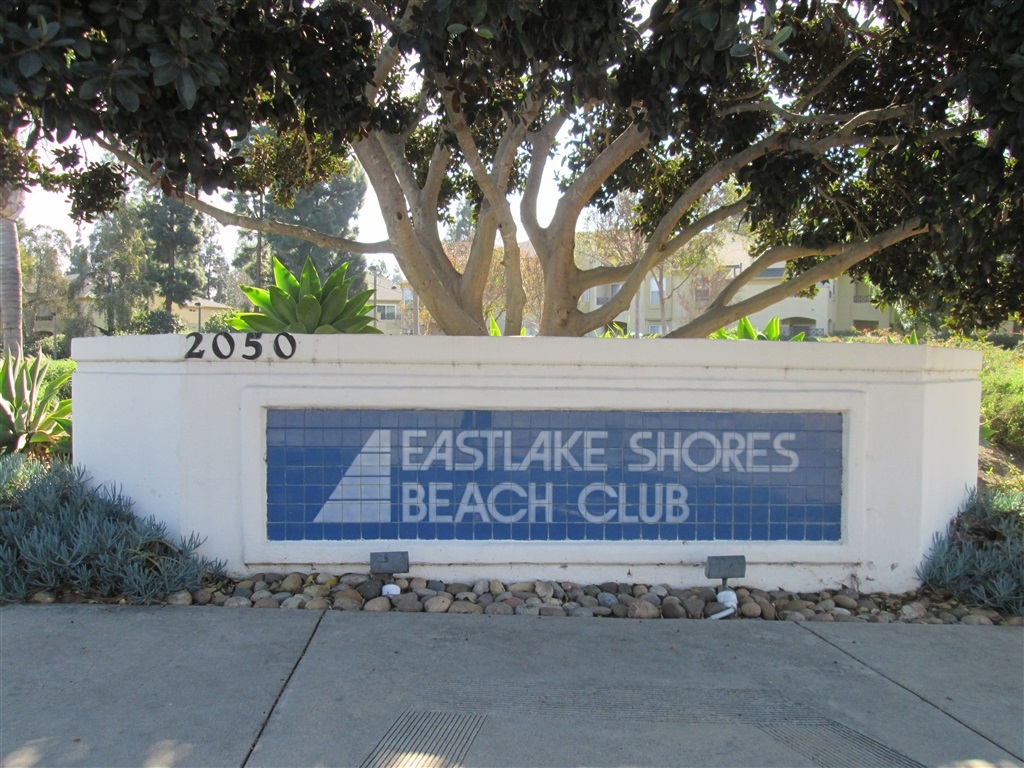 2050
EASTLAKE SHORES
BEACH CLUB